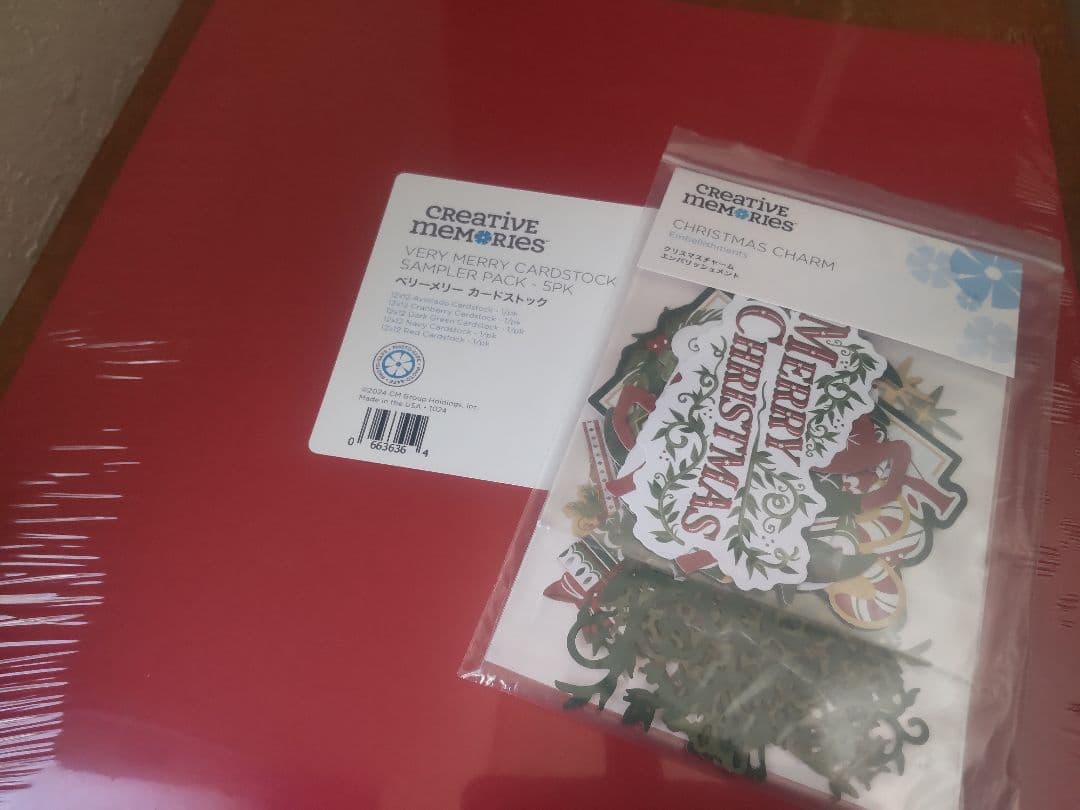 CREATIVE
MEMORIES
VERY MERRY CARDSTOCK
SAMPLER PACK - 5PK
ベリーメリー カードストック
12x12 Avocado Cardstock - 1/pk
12x12 Cranberry Cardstock - 1/pk
12x12 Dark Green Cardstock - 1/pk
12x12 Navy Cardstock - 1/pk
12x12 Red Cardstock - 1/pk
©2024 CM Group Holdings, Inc.
Made in the USA • 1024
0 663636 4
CREATIVE
MEMORIES
CHRISTMAS CHARM
Embellishments
クリスマスチャーム
エンバリッシュメント
MERRY
CHRISTMAS